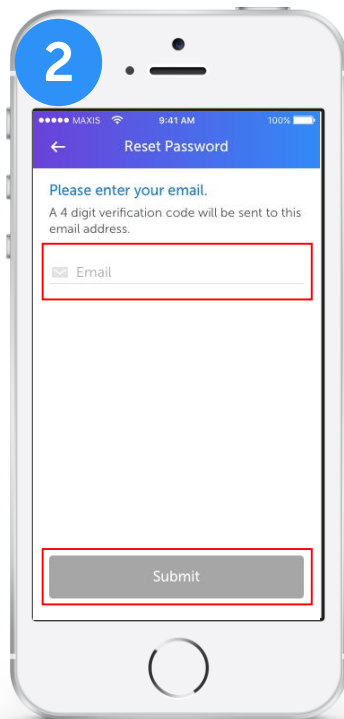 2
MAXIS 9:41 AM 100%
Reset Password
Please enter your email.
A 4 digit verification code will be sent to this
email address.
Email
Submit